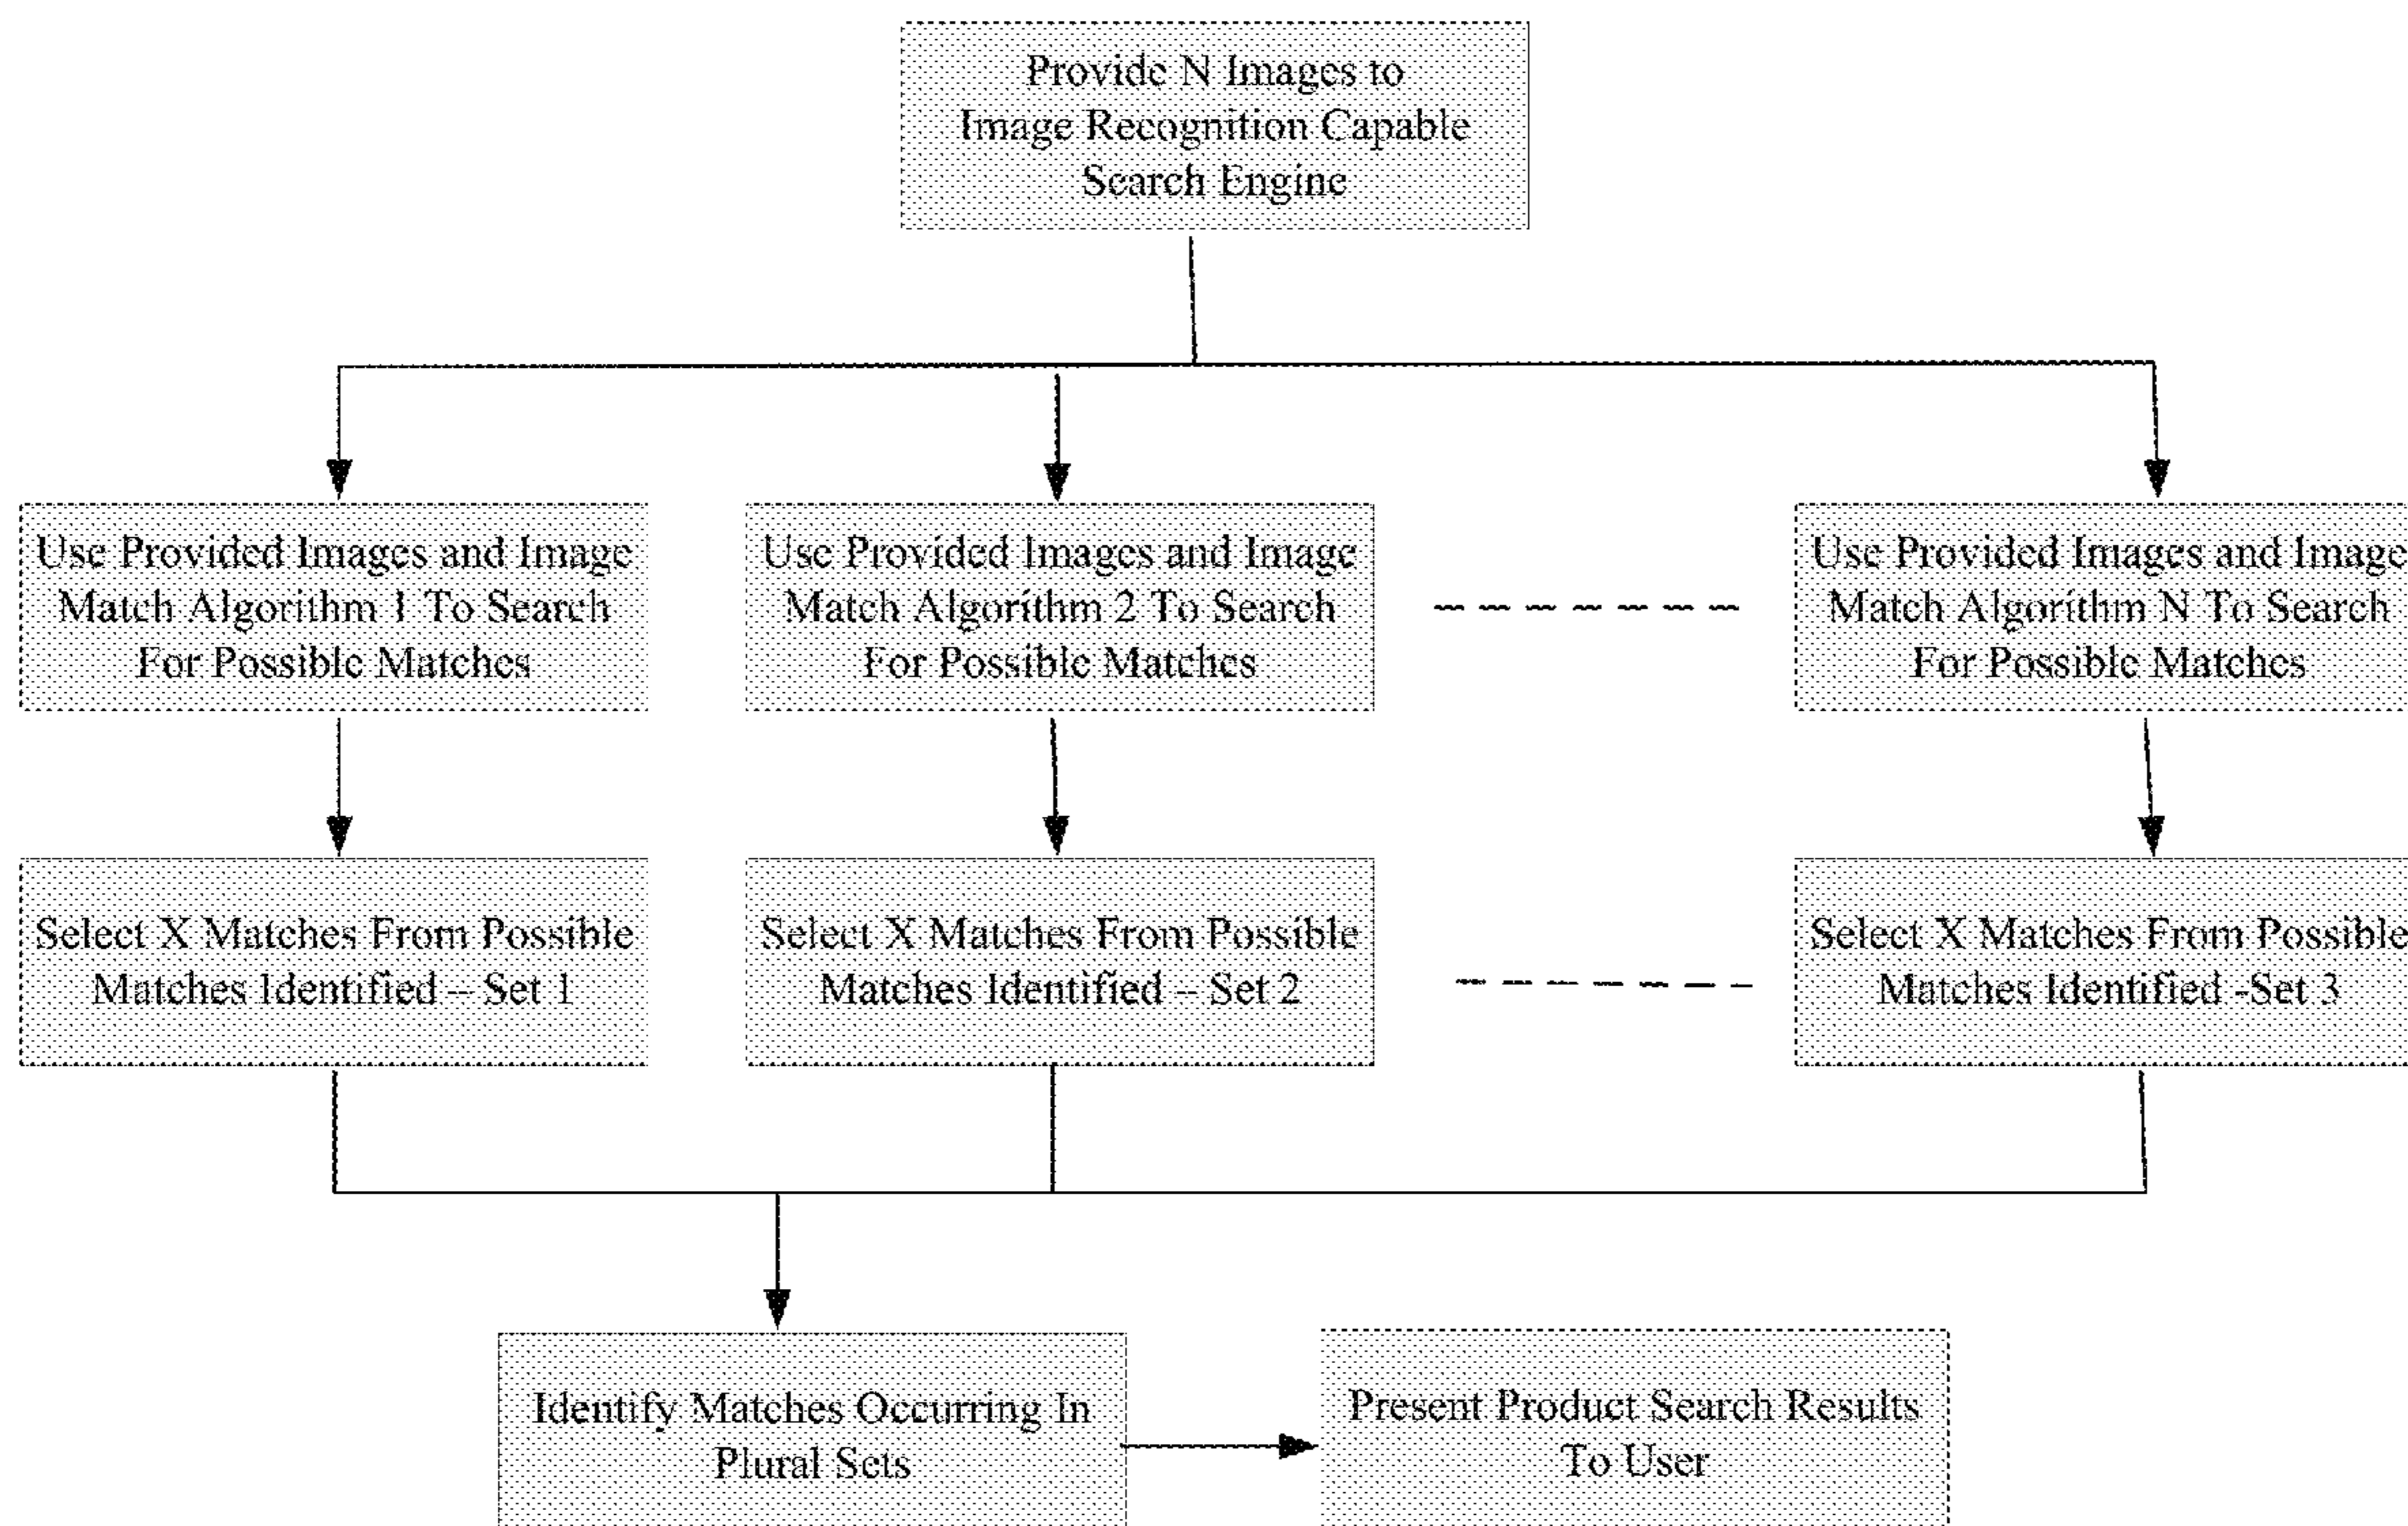 Provide N Images to
Image Recognition Capable
Search Engine
Use Provided Images and Image
Match Algorithm 1 To Search
For Possible Matches
Use Provided Images and Image
Match Algorithm 2 To Search
For Possible Matches
Use Provided Images and Image
Match Algorithm N To Search
For Possible Matches
Select X Matches From Possible
Matches Identified – Set 1
Select X Matches From Possible
Matches Identified – Set 2
Select X Matches From Possible
Matches Identified -Set 3
Identify Matches Occurring In
Plural Sets
Present Product Search Results
To User